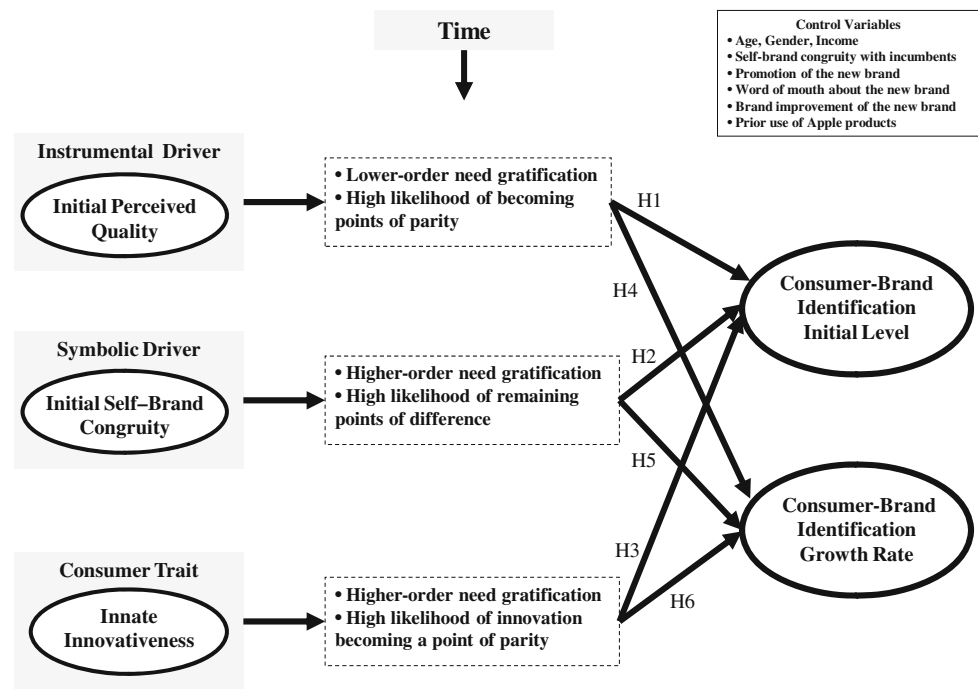 Time
Control Variables
• Age, Gender, Income
• Self-brand congruity with incumbents
• Promotion of the new brand
• Word of mouth about the new brand
• Brand improvement of the new brand
• Prior use of Apple products
Instrumental Driver
Initial Perceived
Quality
• Lower-order need gratification
• High likelihood of becoming
points of parity
H1
H4
Consumer-Brand
Identification
Initial Level
Symbolic Driver
Initial Self–Brand
Congruity
• Higher-order need gratification
• High likelihood of remaining
points of difference
H2
H5
Consumer-Brand
Identification
Growth Rate
Consumer Trait
Innate
Innovativeness
• Higher-order need gratification
• High likelihood of innovation
becoming a point of parity
H3
H6